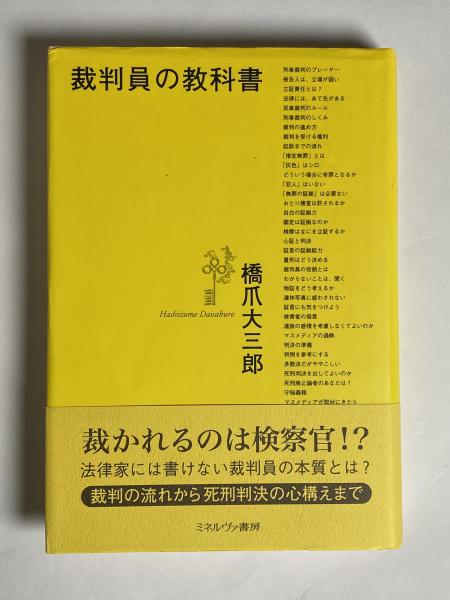 裁判員の教科書
橋爪大三郎
Hashizume Daisaburo
刑事裁判のプレーヤー
被告人は、立場が弱い
立証責任とは？
法律には、あて先がある
民事裁判のルール
刑事裁判のしくみ
裁判の進め方
裁判を受ける権利
起訴までの流れ
「推定無罪」とは
「灰色」はシロ
どういう場合に有罪となるか
「犯人」はいない
「無罪の証拠」は必要ない
おとり捜査は許されるか
自白の証拠力
鑑定は証拠なのか
検察はなにを立証するか
心証と判決
証言の証拠能力
量刑はどう決める
裁判員の役割とは
わからないことは、聞く
物証をどう考えるか
遺体写真に惑わされない
証言にも気をつけよう
被害者の発言
遺族の感情を考慮しなくてよいのか
マスメディアの過熱
判決の準備
判例を参考にする
多数決だがややこしい
死刑判決を出してよいのか
死刑廃止論者のあなたは？
守秘義務
マスメディアが取材にきたら
裁かれるのは検察官!?
法律家には書けない裁判員の本質とは？
裁判の流れから死刑判決の心構えまで
ミネルヴァ書房